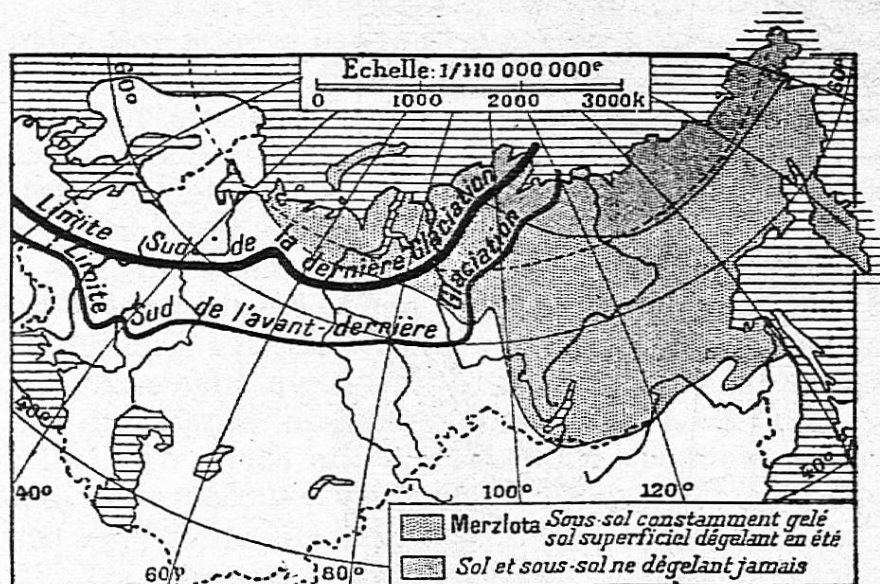 Echelle: 1/110 000 000e
0 1000 2000 3000k
60°
60°
Limite Sud de la dernière Glaciation
Limite Sud de l'avant-dernière Glaciation
40°
40°
40°
60°
80°
100°
120°
Merzlota Sous-sol constamment gelé
sol superficiel dégelant en été
Sol et sous-sol ne dégelant jamais